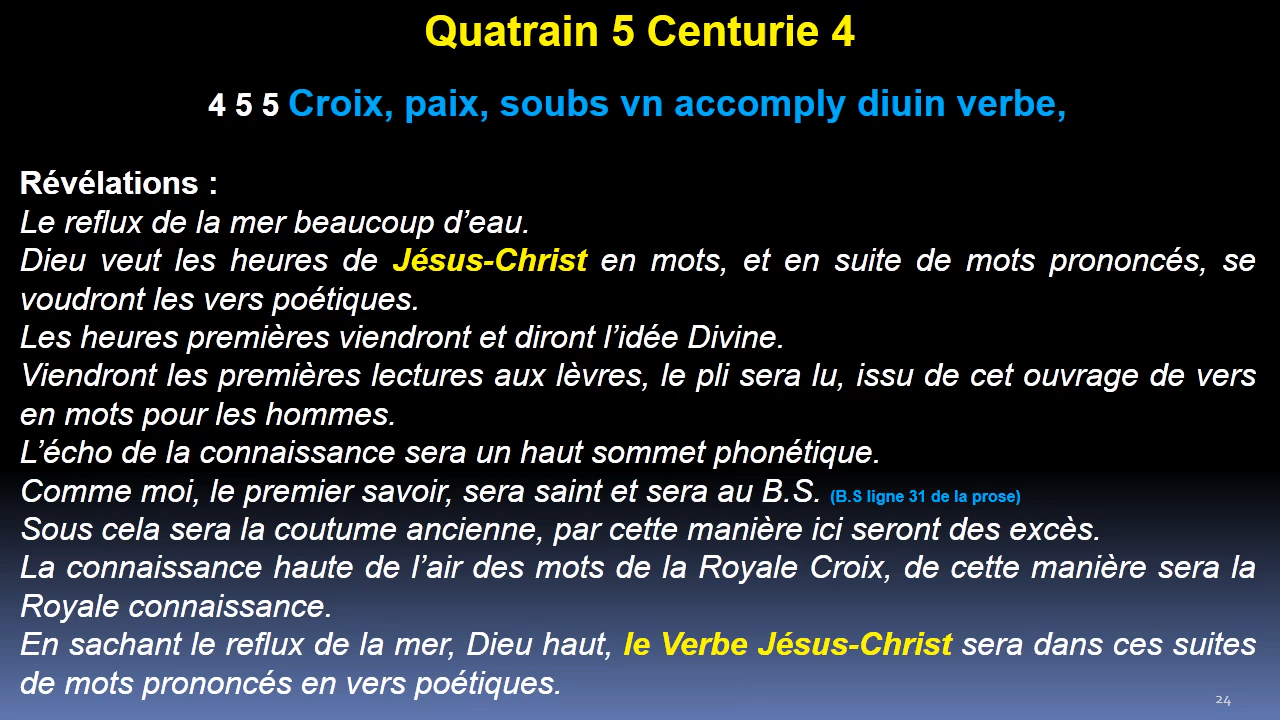 Quatrain 5 Centurie 4
4 5 5 Croix, paix, soubs vn accomply diuin verbe,
Révélations :
Le reflux de la mer beaucoup d’eau.
Dieu veut les heures de Jésus-Christ en mots, et en suite de mots prononcés, se
voudront les vers poétiques.
Les heures premières viendront et diront l’idée Divine.
Viendront les premières lectures aux lèvres, le pli sera lu, issu de cet ouvrage de vers
en mots pour les hommes.
L’écho de la connaissance sera un haut sommet phonétique.
Comme moi, le premier savoir, sera saint et sera au B.S. (B.S ligne 31 de la prose)
Sous cela sera la coutume ancienne, par cette manière ici seront des excès.
La connaissance haute de l’air des mots de la Royale Croix, de cette manière sera la
Royale connaissance.
En sachant le reflux de la mer, Dieu haut, le Verbe Jésus-Christ sera dans ces suites
de mots prononcés en vers poétiques.
24